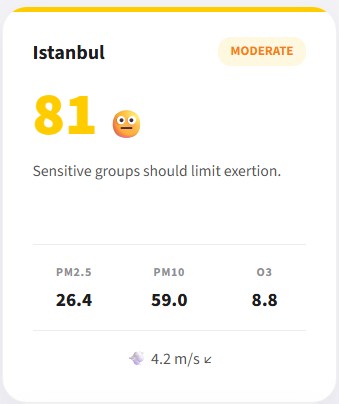 Istanbul
MODERATE
81
Sensitive groups should limit exertion.
PM2.5 PM10 O3
26.4 59.0 8.8
4.2 m/s ↙